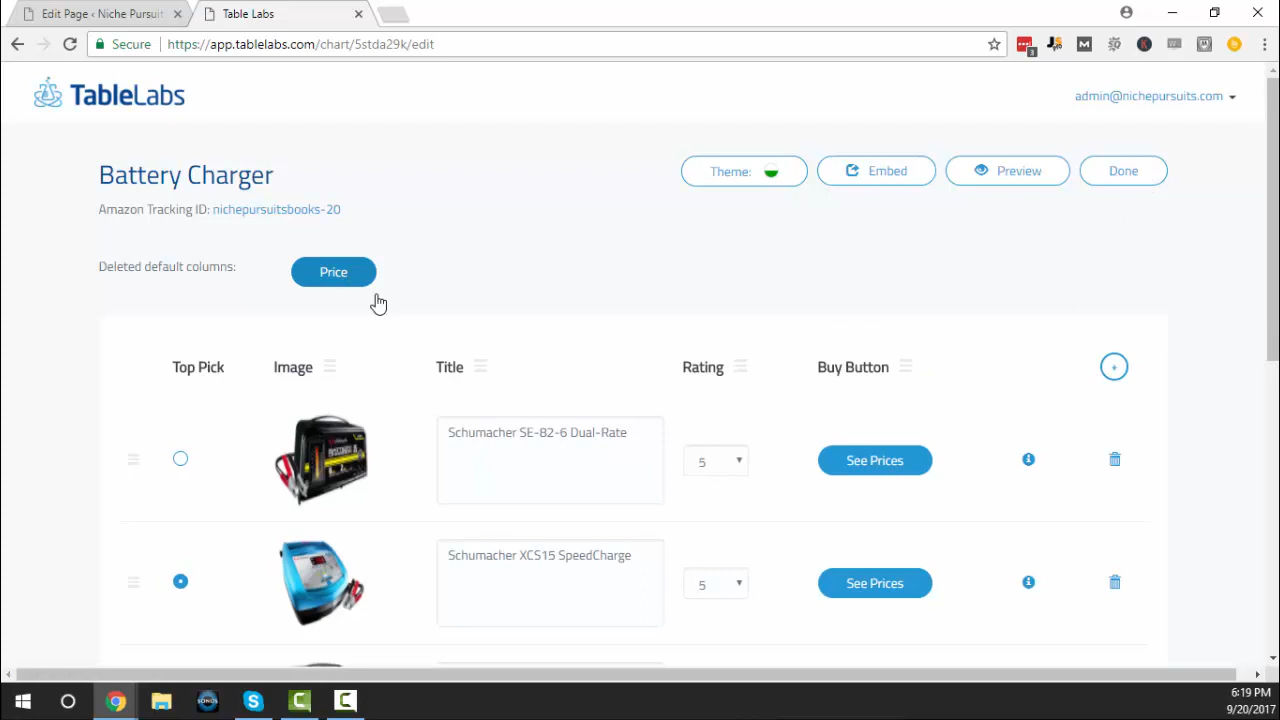 Edit Page ‹ Niche Pursuit
Table Labs
Secure
https://app.tablelabs.com/chart/5stda29k/edit
3
TableLabs
admin@nichepursuits.com
Battery Charger
Theme:
Embed
Preview
Done
Amazon Tracking ID: nichepursuitsbooks-20
Deleted default columns:
Price
Top Pick
Image
Title
Rating
Buy Button
+
Schumacher SE-82-6 Dual-Rate
5
See Prices
Schumacher XCS15 SpeedCharge
5
See Prices
SONOS
6:19 PM
9/20/2017